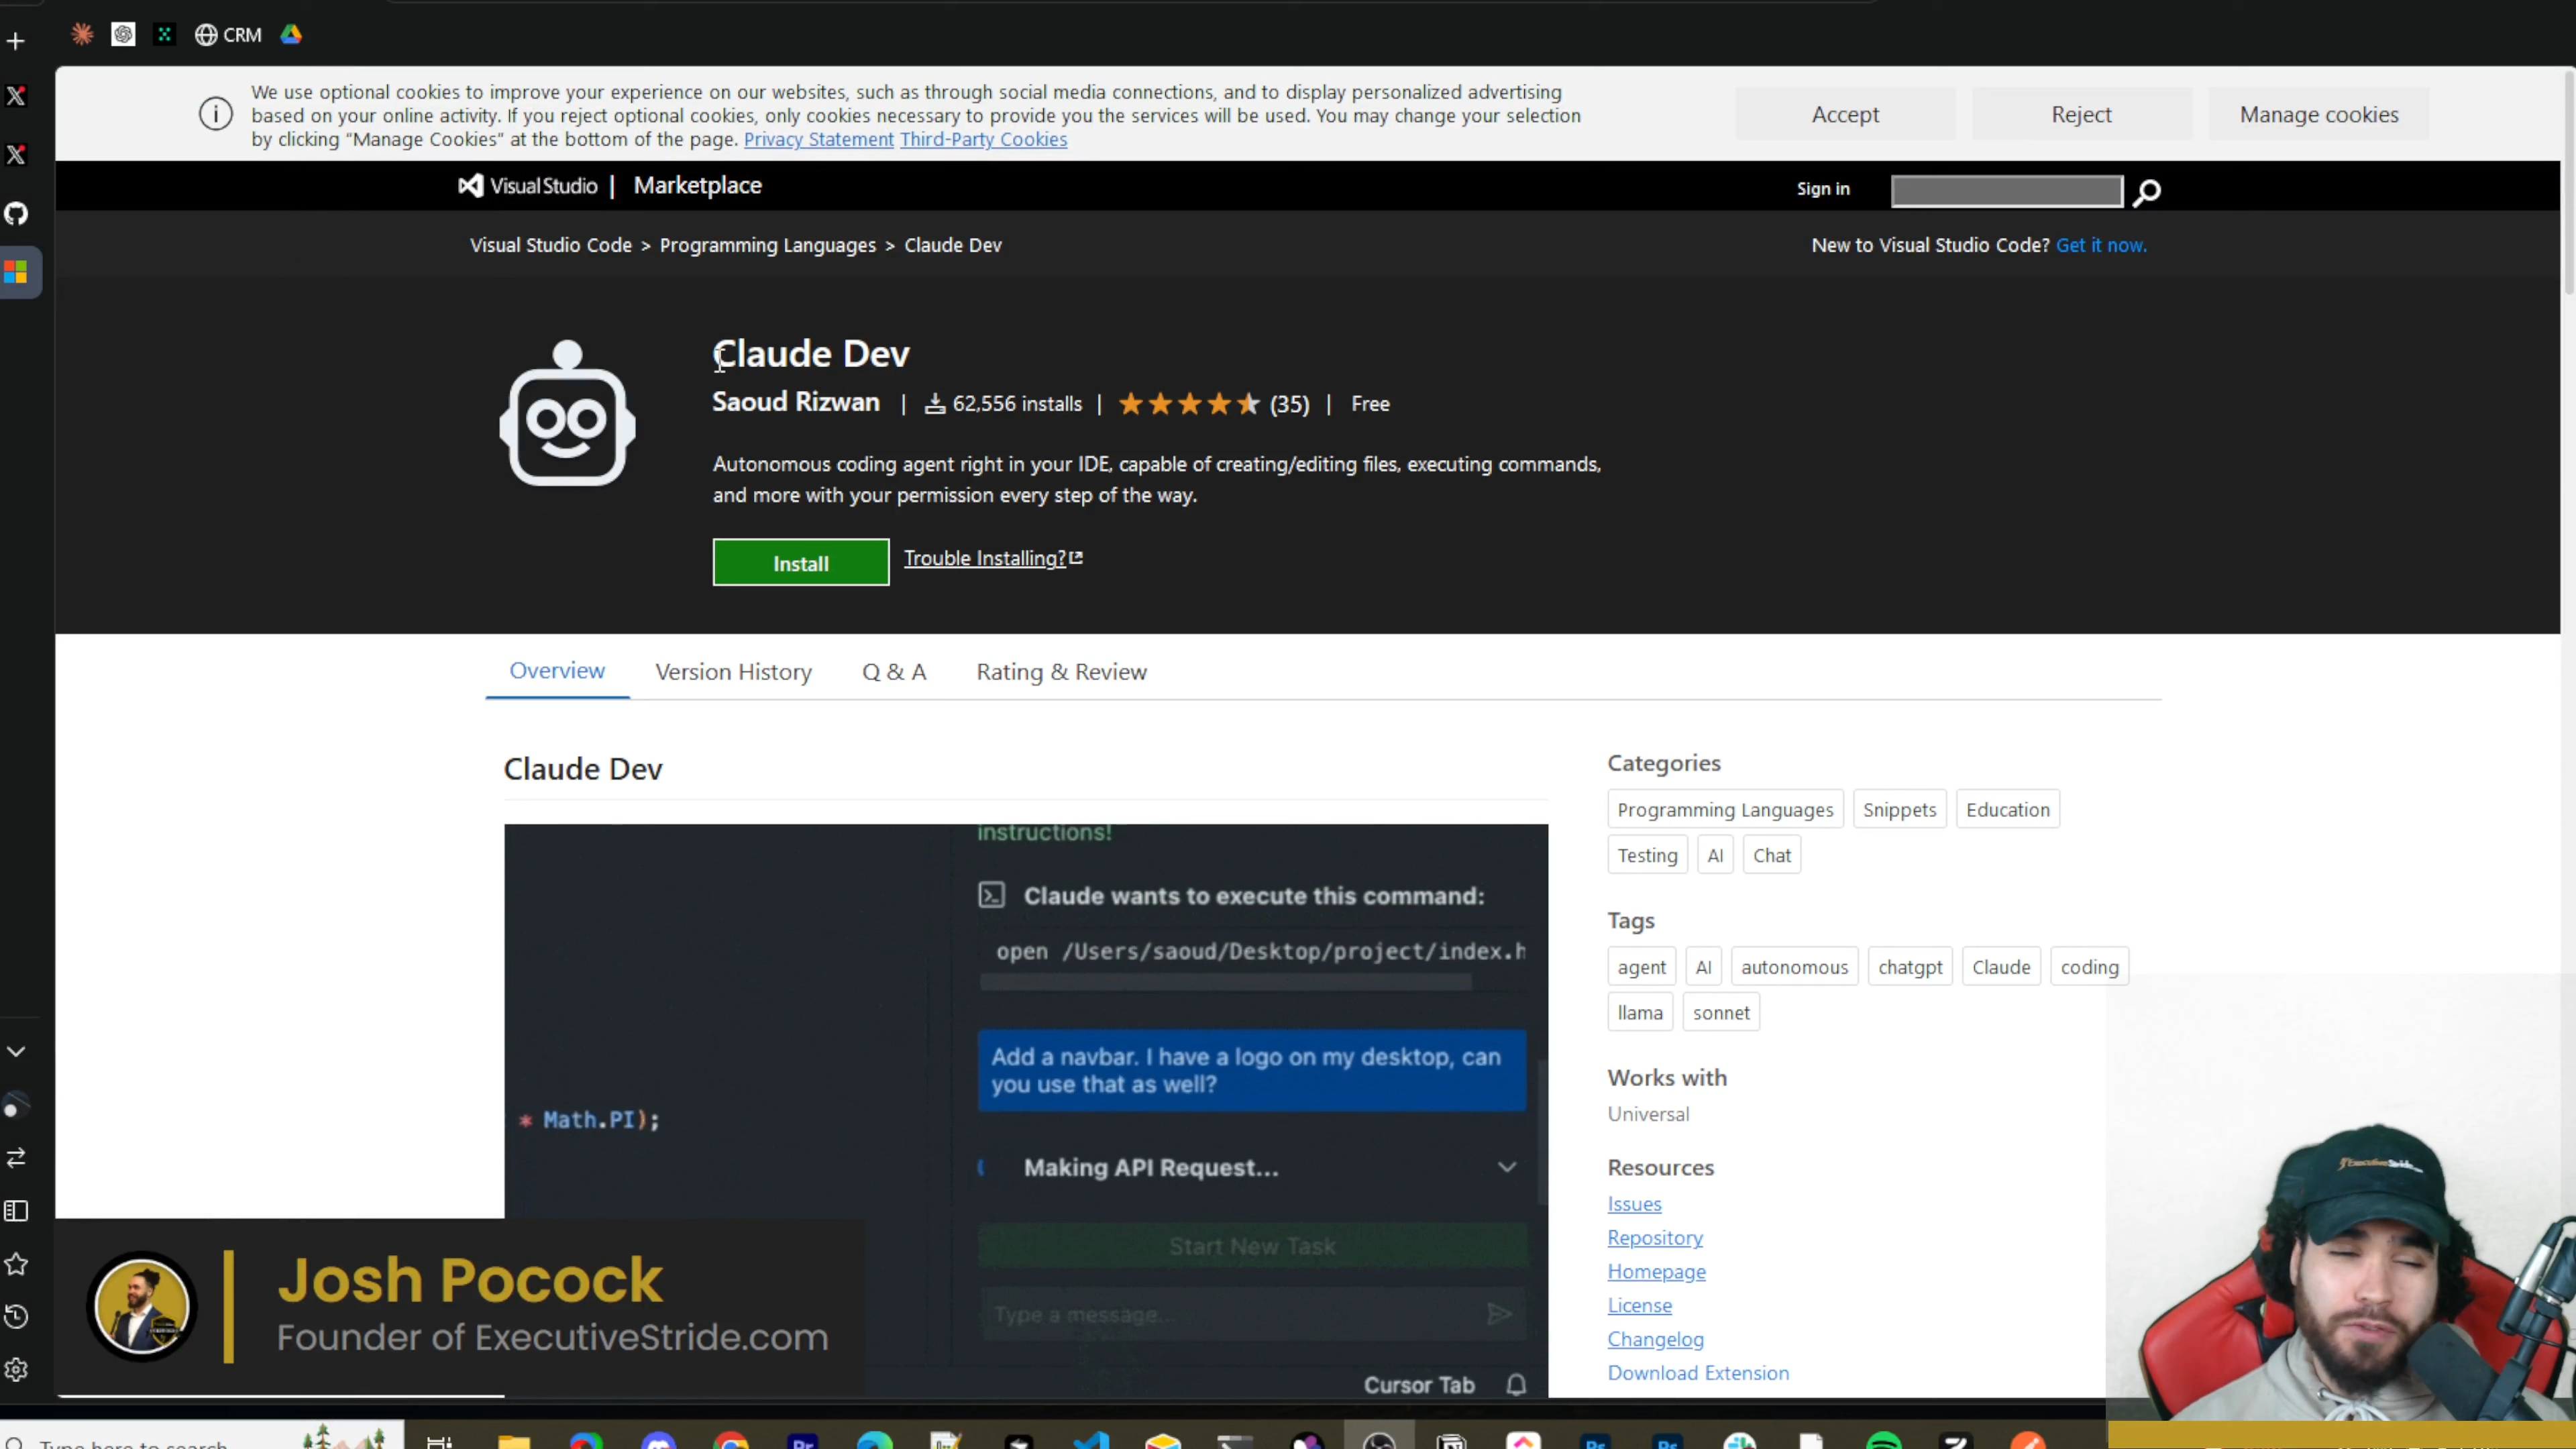 CRM
We use optional cookies to improve your experience on our websites, such as through social media connections, and to display personalized advertising
based on your online activity. If you reject optional cookies, only cookies necessary to provide you the services will be used. You may change your selection
by clicking “Manage Cookies” at the bottom of the page. Privacy Statement Third-Party Cookies
Accept
Reject
Manage cookies
Visual Studio | Marketplace
Sign in
Visual Studio Code > Programming Languages > Claude Dev
New to Visual Studio Code? Get it now.
Claude Dev
Saoud Rizwan | 62,556 installs | (35) | Free
Autonomous coding agent right in your IDE, capable of creating/editing files, executing commands,
and more with your permission every step of the way.
Install
Trouble Installing?
Overview
Version History
Q & A
Rating & Review
Claude Dev
instructions!
Claude wants to execute this command:
open /Users/saoud/Desktop/project/index.h
Add a navbar. I have a logo on my desktop, can
you use that as well?
* Math.PI);
Making API Request...
Start New Task
Type a message...
Cursor Tab
Categories
Programming Languages
Snippets
Education
Testing
AI
Chat
Tags
agent
AI
autonomous
chatgpt
Claude
coding
llama
sonnet
Works with
Universal
Resources
Issues
Repository
Homepage
License
Changelog
Download Extension
Josh Pocock
Founder of ExecutiveStride.com
ExecutiveStride
Type here to search